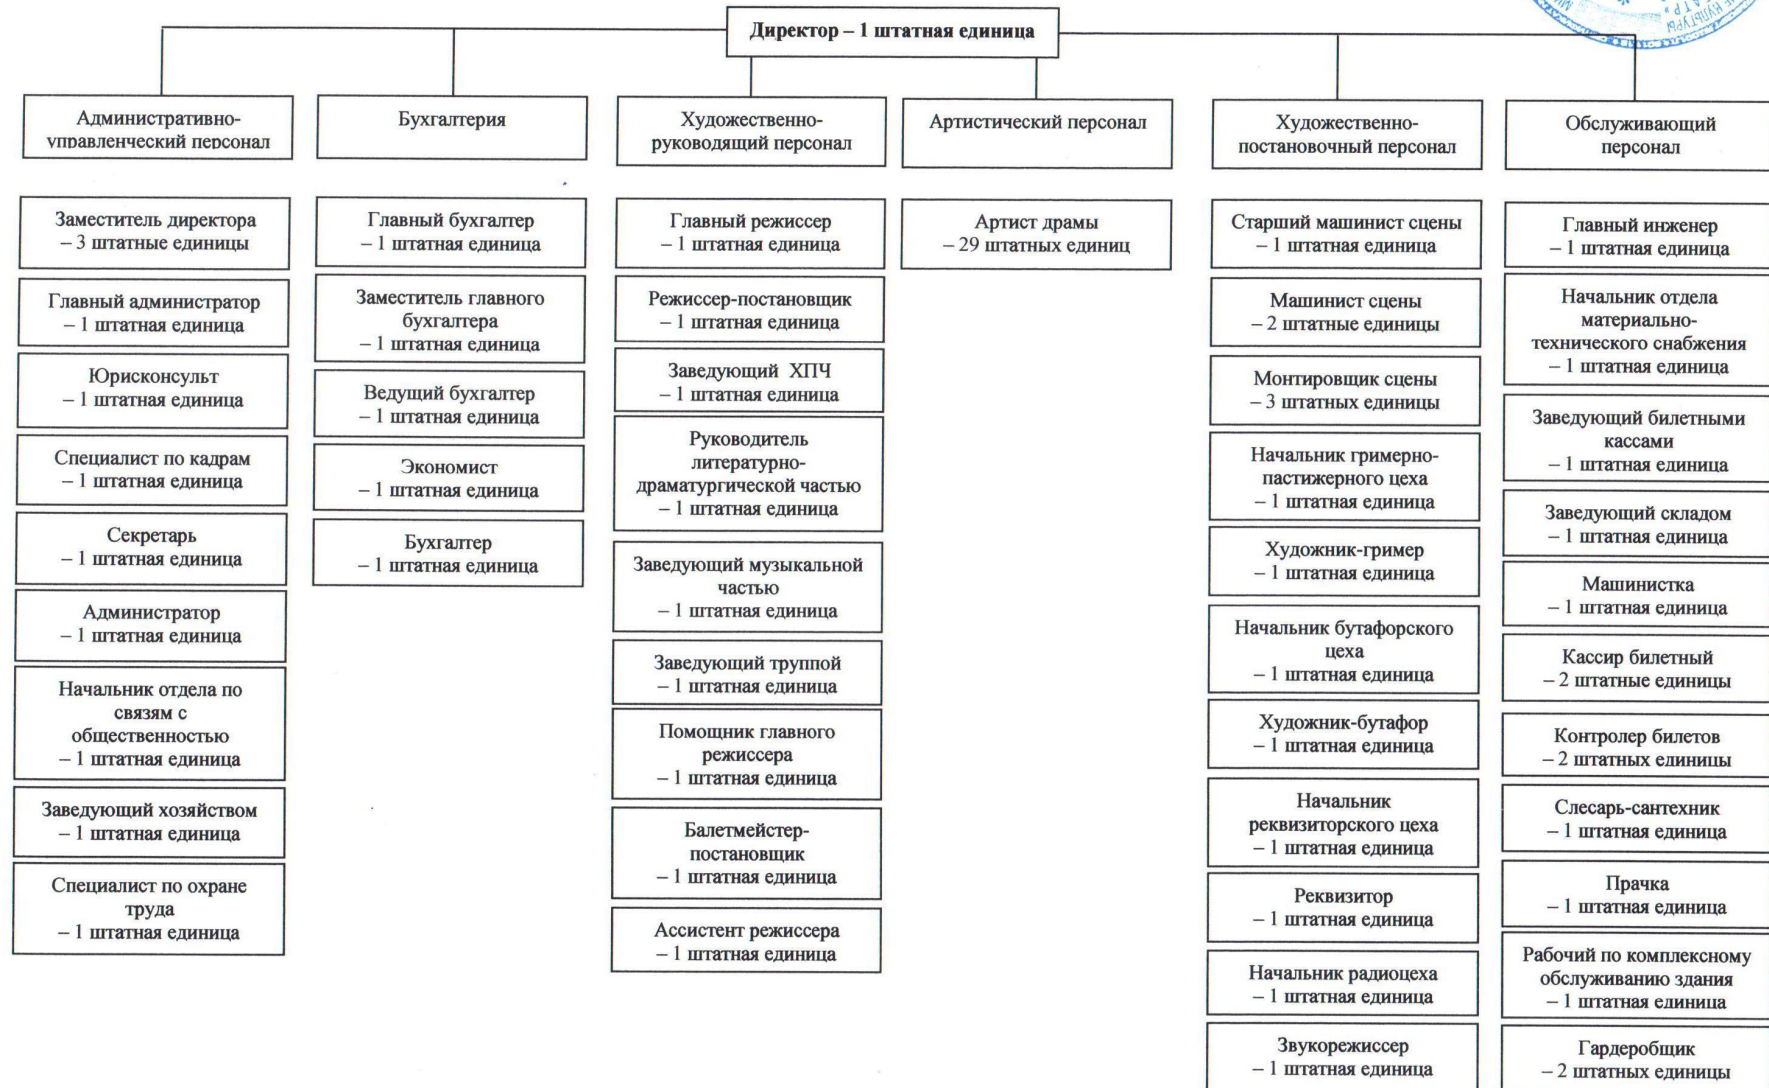 Директор – 1 штатная единица
Административно-
управленческий персонал
Заместитель директора
– 3 штатные единицы
Главный администратор
– 1 штатная единица
Юрисконсульт
– 1 штатная единица
Специалист по кадрам
– 1 штатная единица
Секретарь
– 1 штатная единица
Администратор
– 1 штатная единица
Начальник отдела по
связям с
общественностью
– 1 штатная единица
Заведующий хозяйством
– 1 штатная единица
Специалист по охране
труда
– 1 штатная единица
Бухгалтерия
Главный бухгалтер
– 1 штатная единица
Заместитель главного
бухгалтера
– 1 штатная единица
Ведущий бухгалтер
– 1 штатная единица
Экономист
– 1 штатная единица
Бухгалтер
– 1 штатная единица
Художественно-
руководящий персонал
Главный режиссер
– 1 штатная единица
Режиссер-постановщик
– 1 штатная единица
Заведующий ХПЧ
– 1 штатная единица
Руководитель
литературно-
драматургической частью
– 1 штатная единица
Заведующий музыкальной
частью
– 1 штатная единица
Заведующий труппой
– 1 штатная единица
Помощник главного
режиссера
– 1 штатная единица
Балетмейстер-
постановщик
– 1 штатная единица
Ассистент режиссера
– 1 штатная единица
Артистический персонал
Артист драмы
– 29 штатных единиц
Художественно-
постановочный персонал
Старший машинист сцены
– 1 штатная единица
Машинист сцены
– 2 штатные единицы
Монтировщик сцены
– 3 штатных единицы
Начальник гримерно-
пастижерного цеха
– 1 штатная единица
Художник-гример
– 1 штатная единица
Начальник бутафорского
цеха
– 1 штатная единица
Художник-бутафор
– 1 штатная единица
Начальник
реквизиторского цеха
– 1 штатная единица
Реквизитор
– 1 штатная единица
Начальник радиоцеха
– 1 штатная единица
Звукорежиссер
– 1 штатная единица
Обслуживающий
персонал
Главный инженер
– 1 штатная единица
Начальник отдела
материально-
технического снабжения
– 1 штатная единица
Заведующий билетными
кассами
– 1 штатная единица
Заведующий складом
– 1 штатная единица
Машинистка
– 1 штатная единица
Кассир билетный
– 2 штатные единицы
Контролер билетов
– 2 штатных единицы
Слесарь-сантехник
– 1 штатная единица
Прачка
– 1 штатная единица
Рабочий по комплексному
обслуживанию здания
– 1 штатная единица
Гардеробщик
– 2 штатных единицы